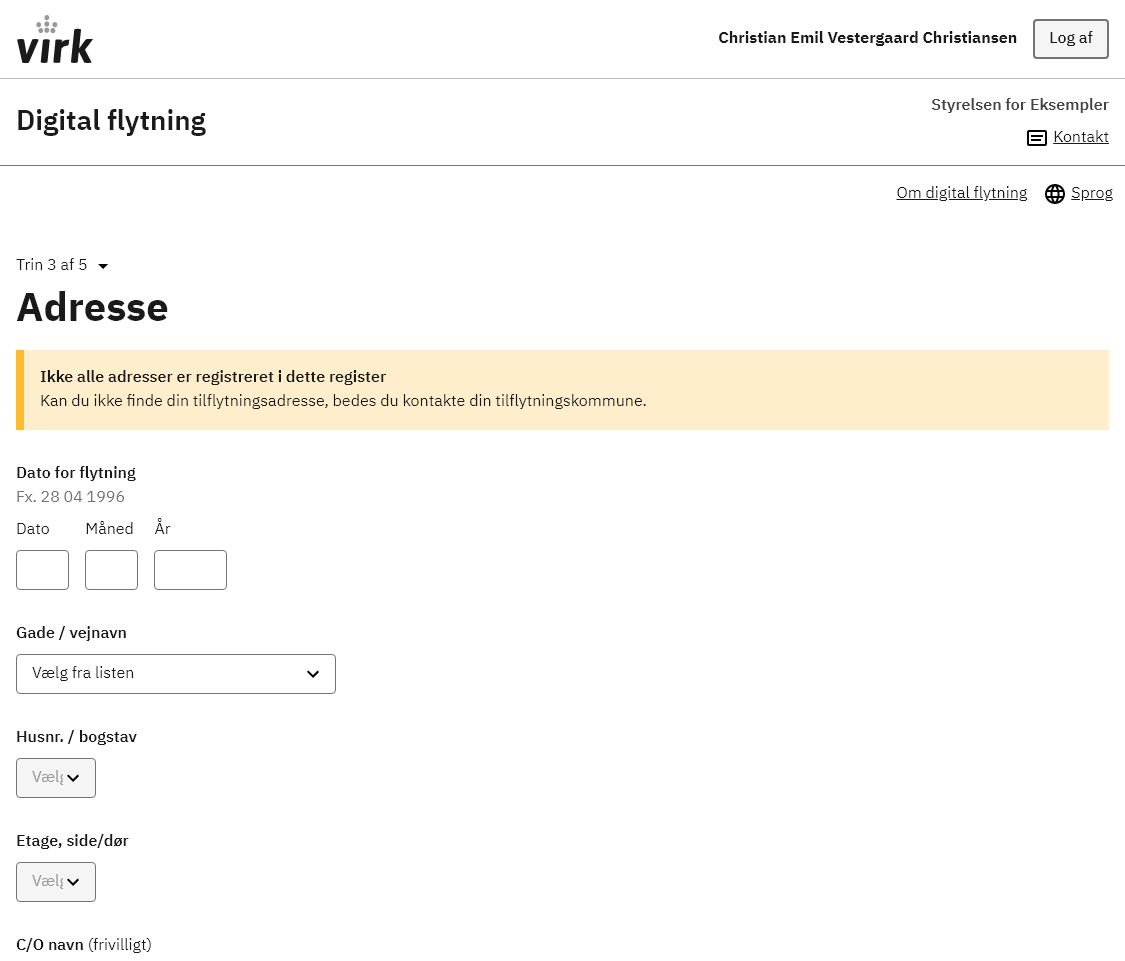 virk
Christian Emil Vestergaard Christiansen
Log af
Digital flytning
Styrelsen for Eksempler
Kontakt
Om digital flytning
Sprog
Trin 3 af 5
Adresse
Ikke alle adresser er registreret i dette register
Kan du ikke finde din tilflytningsadresse, bedes du kontakte din tilflytningskommune.
Dato for flytning
Fx. 28 04 1996
Dato Måned År
Gade / vejnavn
Vælg fra listen
Husnr. / bogstav
Vælg
Etage, side/dør
Vælg
C/O navn (frivilligt)